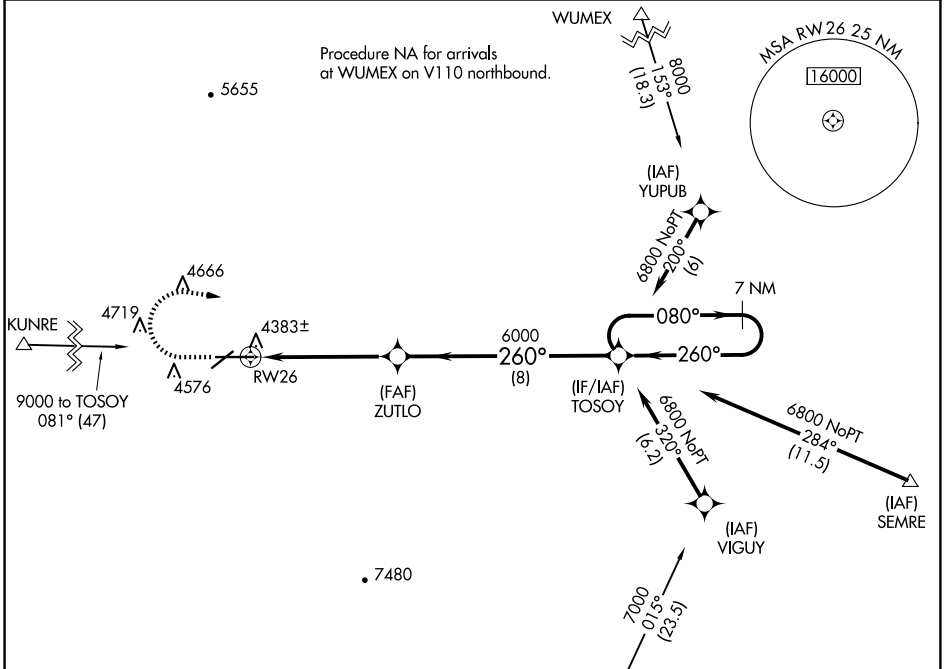 WUMEX
Procedure NA for arrivals
at WUMEX on V110 northbound.
8000
153°
(18.3)
MSA RW26 25 NM
16000
5655
(IAF)
YUPUB
6800 NoPT
200°
(6)
7 NM
080°
260°
4666
4719
4383±
4576
RW26
KUNRE
9000 to TOSOY
081° (47)
6000
260°
(8)
(FAF)
ZUTLO
(IF/IAF)
TOSOY
6800 NoPT
320°
(6.2)
6800 NoPT
284°
(11.5)
(IAF)
SEMRE
(IAF)
VIGUY
7480
7000
015°
(23.5)